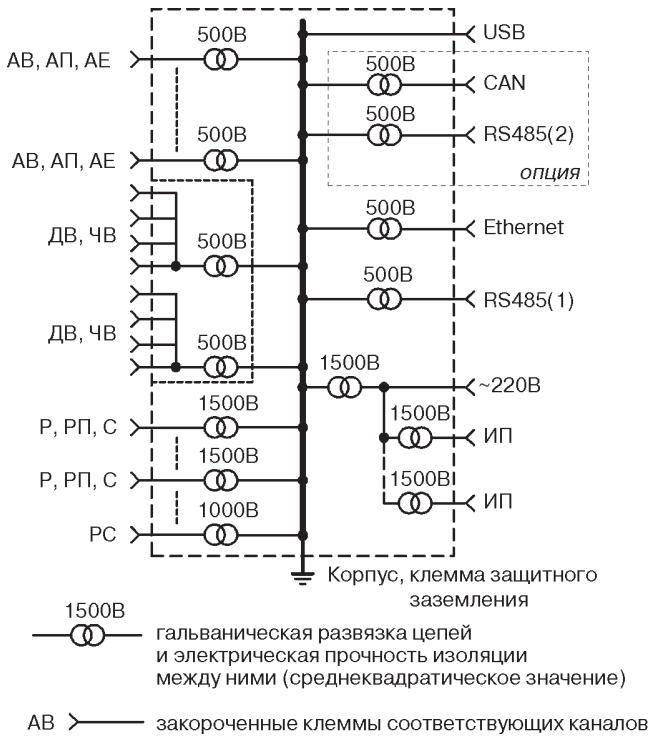 500В
USB
АВ, АП, АЕ
500В
CAN
500В
500В
RS485(2)
АВ, АП, АЕ
опция
ДВ, ЧВ
500В
500В
Ethernet
500В
RS485(1)
ДВ, ЧВ
500В
1500В
~220В
1500В
Р, РП, С
1500В
ИП
1500В
Р, РП, С
1500В
ИП
1000В
РС
Корпус, клемма защитного
заземления
1500В
гальваническая развязка цепей
и электрическая прочность изоляции
между ними (среднеквадратическое значение)
АВ
закороченные клеммы соответствующих каналов